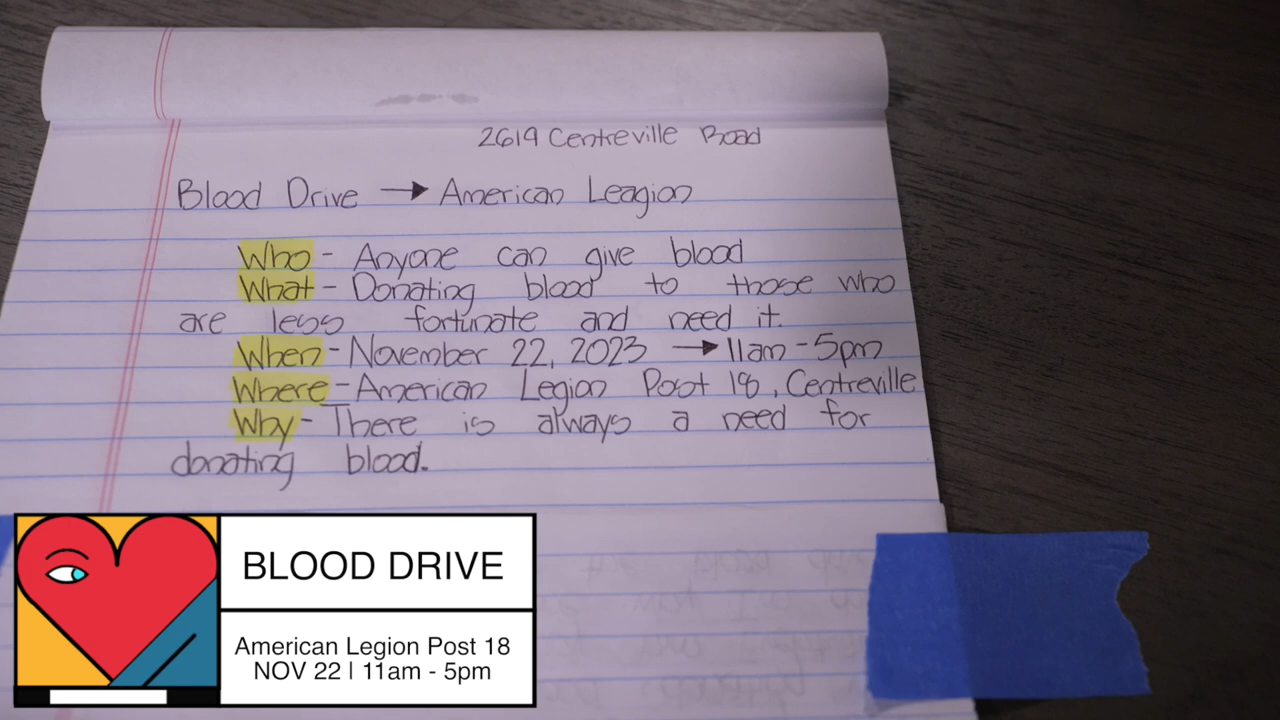 2619 Centreville Road
Blood Drive → American Leagion
Who - Anyone can give blood
What - Donating blood to those who
are less fortunate and need it.
When - November 22, 2023 → 11am - 5pm
Where - American Legion Post 18, Centreville
Why - There is always a need for
donating blood.
BLOOD DRIVE
American Legion Post 18
NOV 22 | 11am - 5pm